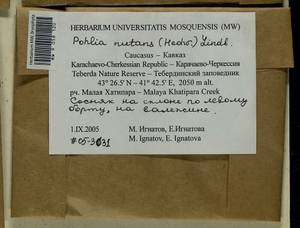 HERBARIUM UNIVERSITATIS MOSQUENSIS (MW)
Pohlia nutans (Hedw.) Lindb.
Caucasus – Кавказ
Karachaevo-Cherkessian Republic – Карачаево-Черкессия
Teberda Nature Reserve – Тебердинский заповедник
43° 26.5' N – 41° 42.5' E, 2050 m alt.
рч. Малая Хатипара – Malaya Khatipara Creek
Сосняк на склоне по левому
борту, на валежине.
1.IX.2005 М. Игнатов, Е.Игнатова
#05-3031 M. Ignatov, E. Ignatova